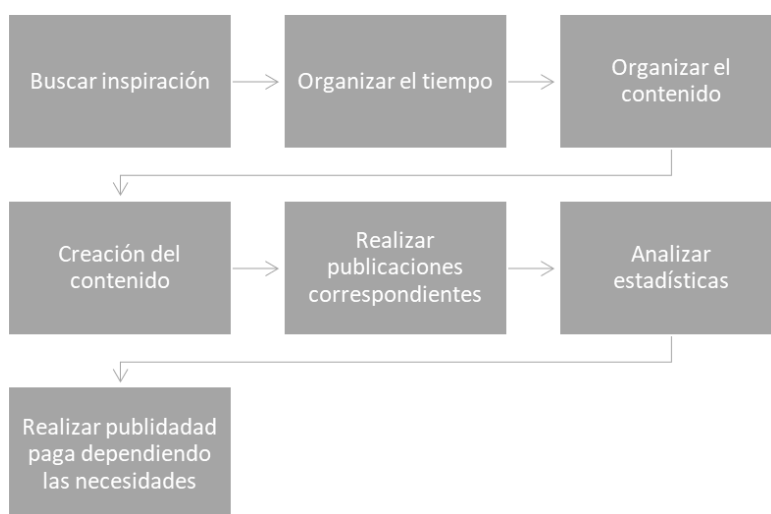 Buscar inspiración
Organizar el tiempo
Organizar el
contenido
Creación del
contenido
Realizar
publicaciones
correspondientes
Analizar
estadísticas
Realizar publidadad
paga dependiendo
las necesidades